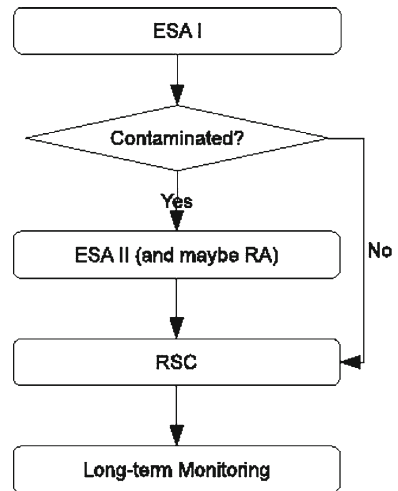 ESA I
Contaminated?
Yes
ESA II (and maybe RA)
No
RSC
Long-term Monitoring